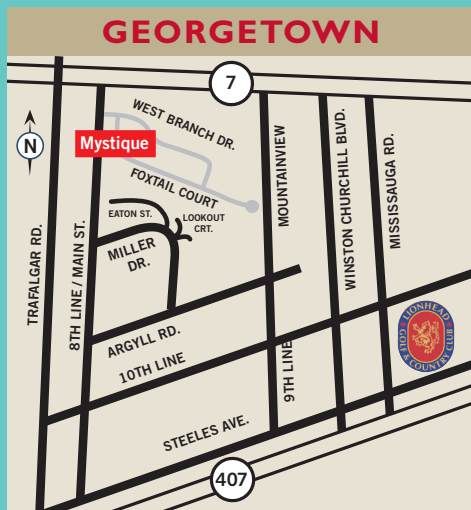 GEORGETOWN
7
N
Mystique
WEST BRANCH DR.
FOXTAIL COURT
EATON ST.
LOOKOUT
CRT.
MILLER
DR.
TRAFALGAR RD.
8TH LINE / MAIN ST.
MOUNTAINVIEW
WINSTON CHURCHILL BLVD.
MISSISSAUGA RD.
LIONHEAD
GOLF & COUNTRY CLUB
ARGYLL RD.
10TH LINE
9TH LINE
STEELES AVE.
407